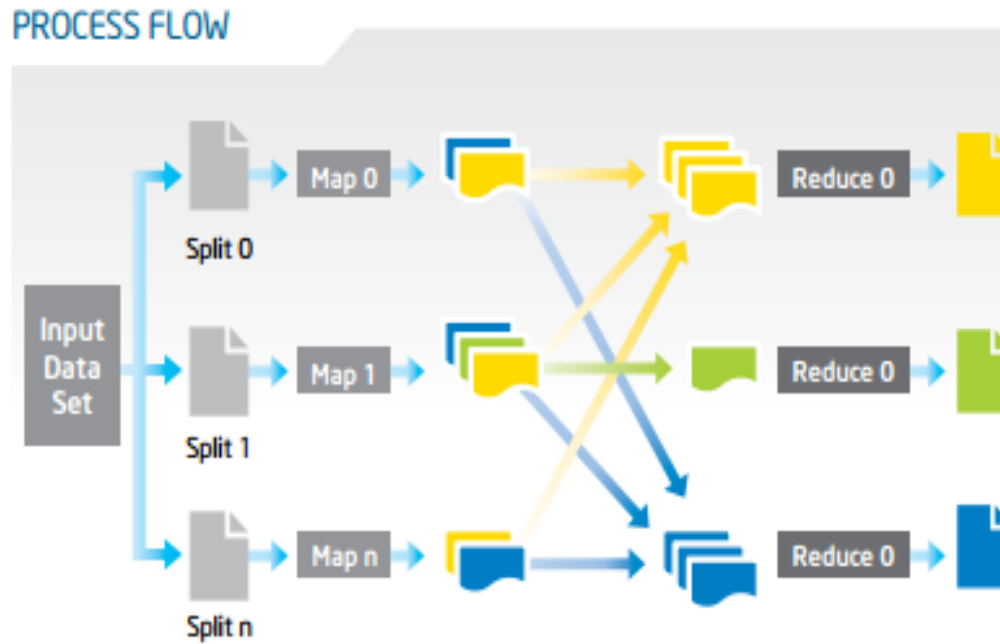 PROCESS FLOW
Map 0
Reduce 0
Split 0
Input
Data
Set
Map 1
Reduce 0
Split 1
Map n
Reduce 0
Split n